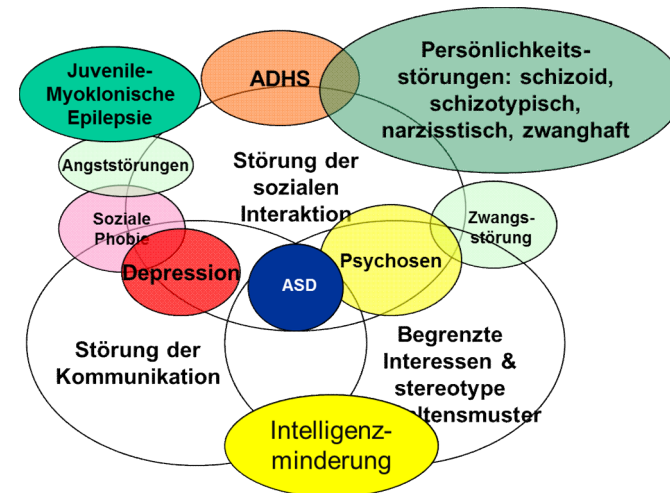 Juvenile-
Myoklonische
Epilepsie
ADHS
Persönlichkeits-
störungen: schizoid,
schizotypisch,
narzisstisch, zwanghaft
Angststörungen
Störung der
sozialen
Interaktion
Soziale
Phobie
Zwangs-
störung
Depression
ASD
Psychosen
Störung der
Kommunikation
Begrenzte
Interessen &
stereotype
ltensmuster
Intelligenz-
minderung